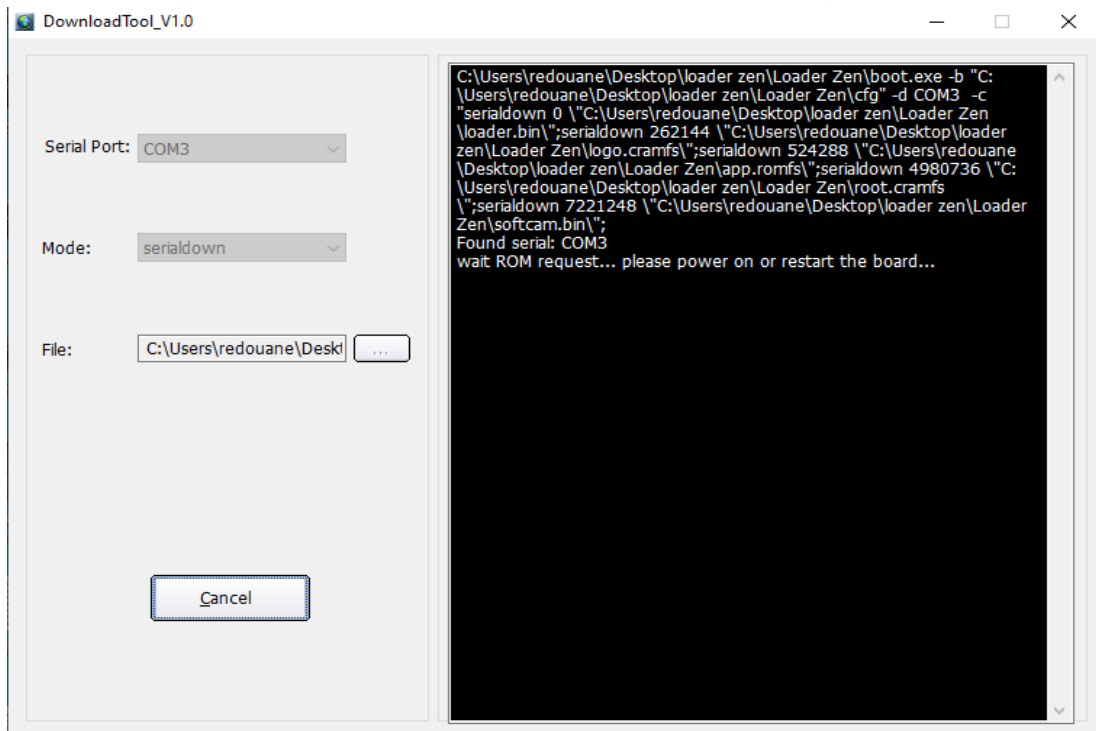 DownloadTool_V1.0
Serial Port:
COM3
Mode:
serialdown
File:
C:\Users\redouane\Deskt
...
Cancel
C:\Users\redouane\Desktop\loader zen\Loader Zen\boot.exe -b "C:
\Users\redouane\Desktop\loader zen\Loader Zen\cfg" -d COM3  -c
"serialdown 0 \"C:\Users\redouane\Desktop\loader zen\Loader Zen
\loader.bin\";serialdown 262144 \"C:\Users\redouane\Desktop\loader
zen\Loader Zen\logo.cramfs\";serialdown 524288 \"C:\Users\redouane
\Desktop\loader zen\Loader Zen\app.romfs\";serialdown 4980736 \"C:
\Users\redouane\Desktop\loader zen\Loader Zen\root.cramfs
\";serialdown 7221248 \"C:\Users\redouane\Desktop\loader zen\Loader
Zen\softcam.bin\";
Found serial: COM3
wait ROM request... please power on or restart the board...